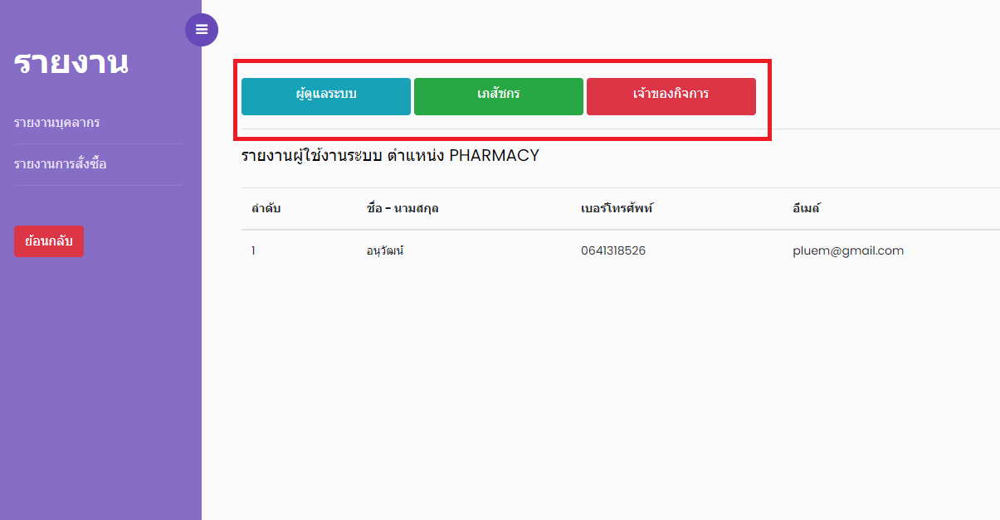 รายงาน
รายงานบุคลากร
รายงานการสั่งซื้อ
ย้อนกลับ
ผู้ดูแลระบบ เภสัชกร เจ้าของกิจการ
รายงานผู้ใช้งานระบบ ตำแหน่ง PHARMACY
ลำดับ ชื่อ - นามสกุล เบอร์โทรศัพท์ อีเมล์
1 อนุวัฒน์ 0641318526 pluem@gmail.com